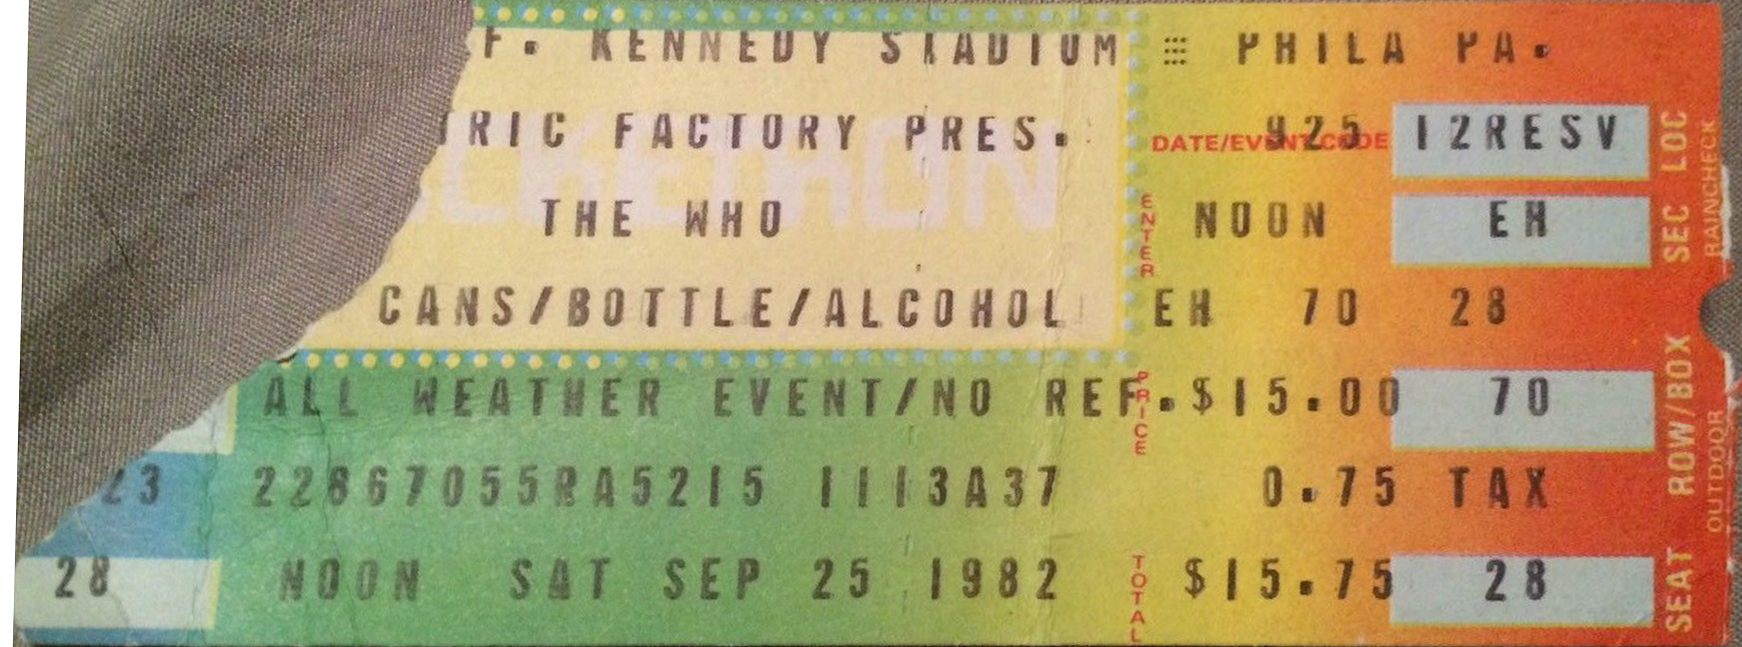 F. KENNEDY STADIUM PHILA PA.
TRIC FACTORY PRES. DATE/EVENT CODE 925 12RESV
THE WHO ENTER NOON EH
CANS/BOTTLE/ALCOHOL EH 70 28
ALL WEATHER EVENT/NO REF. PRICE $15.00 70
23 22867055RA5215 1113A37 0.75 TAX
28 NOON SAT SEP 25 1982 TOTAL $15.75 28
SEC LOC
RAINCHECK
ROW/BOX
OUTDOOR
SEAT
CKETRON